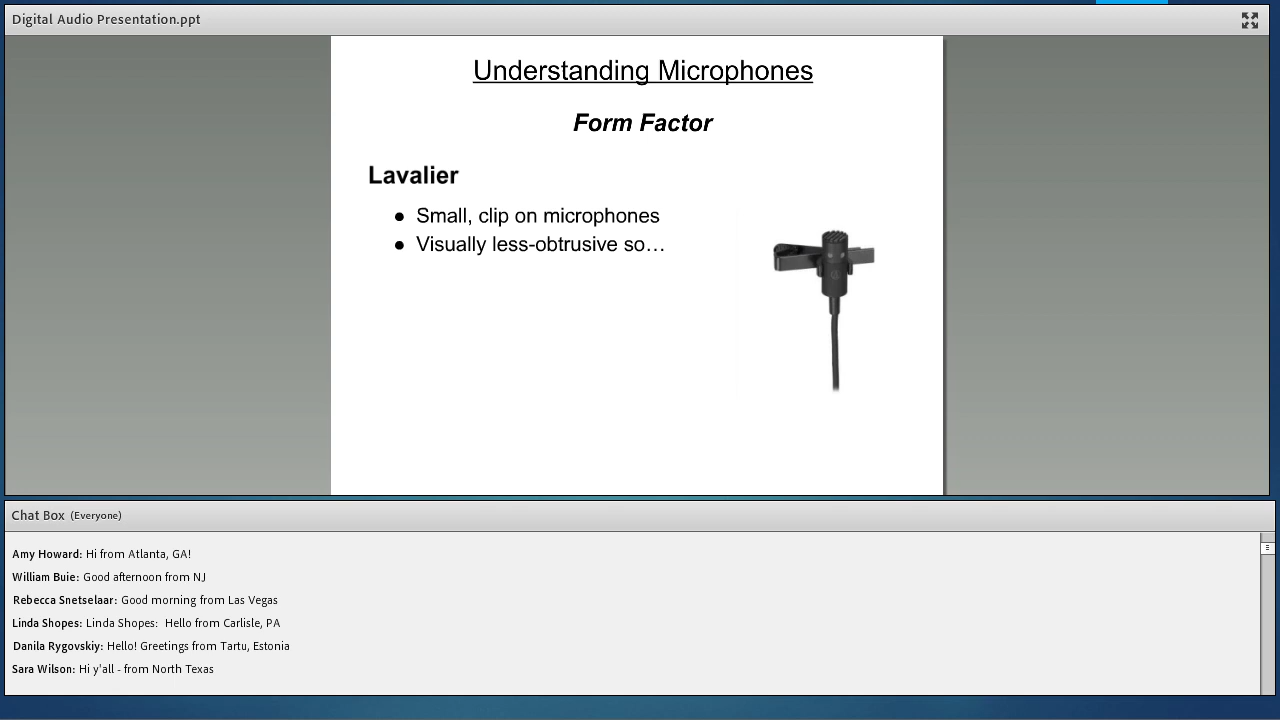 Digital Audio Presentation.ppt
Understanding Microphones
Form Factor
Lavalier
● Small, clip on microphones
● Visually less-obtrusive so…
Chat Box (Everyone)
Amy Howard: Hi from Atlanta, GA!
William Buie: Good afternoon from NJ
Rebecca Snetselaar: Good morning from Las Vegas
Linda Shopes: Linda Shopes:  Hello from Carlisle, PA
Danila Rygovskiy: Hello! Greetings from Tartu, Estonia
Sara Wilson: Hi y'all - from North Texas